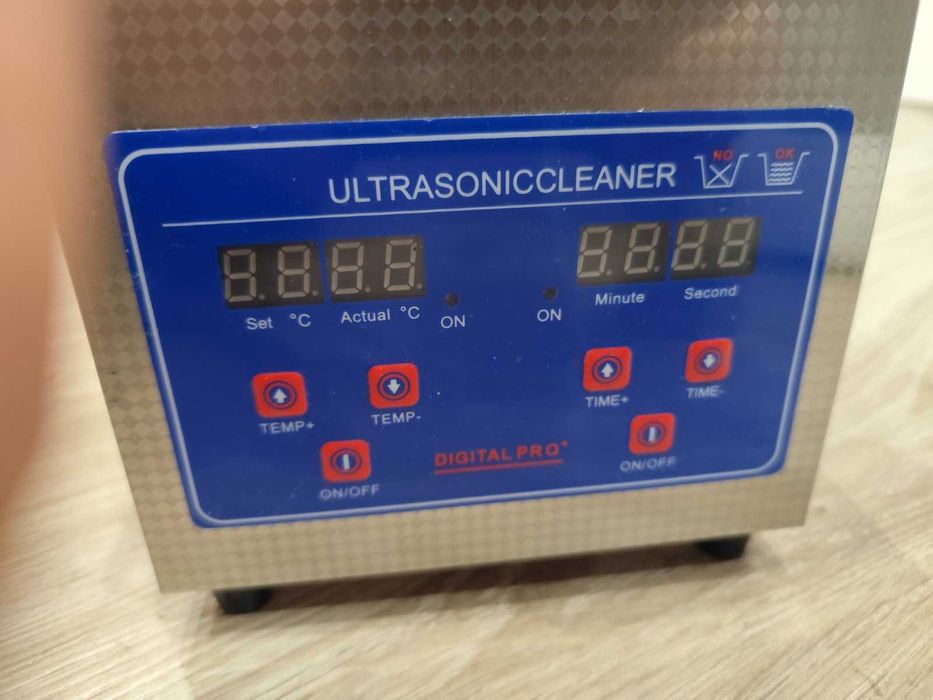 NO OK
ULTRASONICCLEANER
Set °C Actual °C ON ON Minute Second
TEMP+ TEMP- TIME+ TIME-
DIGITAL PRO+
ON/OFF ON/OFF